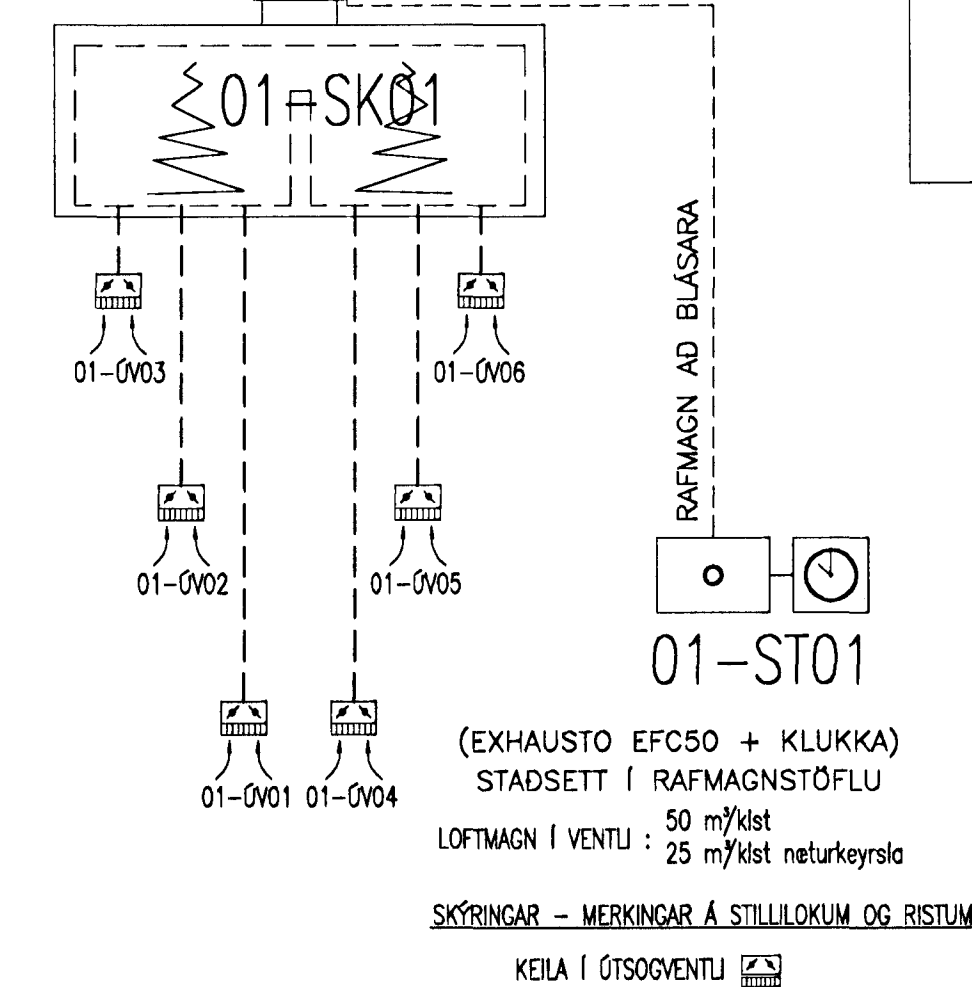 01-SK01
RAFMAGN AÐ BLÁSARA
01-ÚV03
01-ÚV06
01-ÚV02
01-ÚV05
01-ST01
01-ÚV01
01-ÚV04
(EXHAUSTO EFC50 + KLUKKA)
STAÐSETT Í RAFMAGNSTÖFLU
LOFTMAGN Í VENTLI : 50 m³/klst
25 m³/klst næturkeyrsla
SKÝRINGAR - MERKINGAR Á STILLILOKUM OG RISTUM
KEILA Í ÚTSOGVENTLI